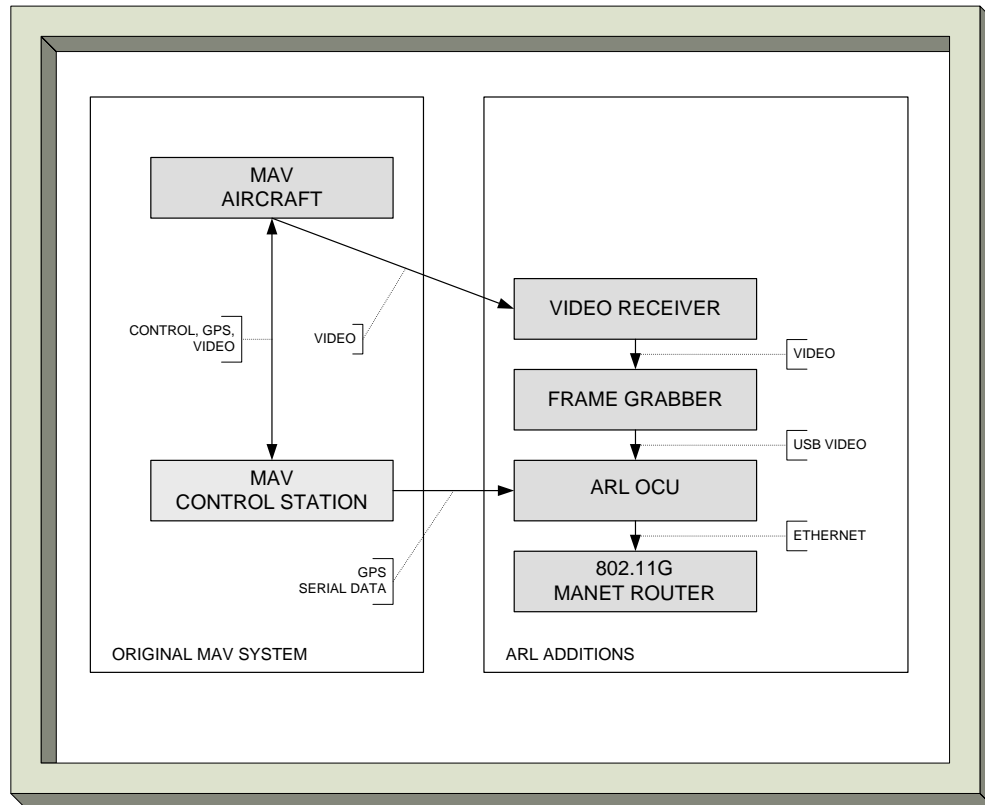 MAV
AIRCRAFT
VIDEO RECEIVER
CONTROL, GPS,
VIDEO
VIDEO
VIDEO
FRAME GRABBER
USB VIDEO
MAV
CONTROL STATION
ARL OCU
ETHERNET
GPS
SERIAL DATA
802.11G
MANET ROUTER
ORIGINAL MAV SYSTEM
ARL ADDITIONS